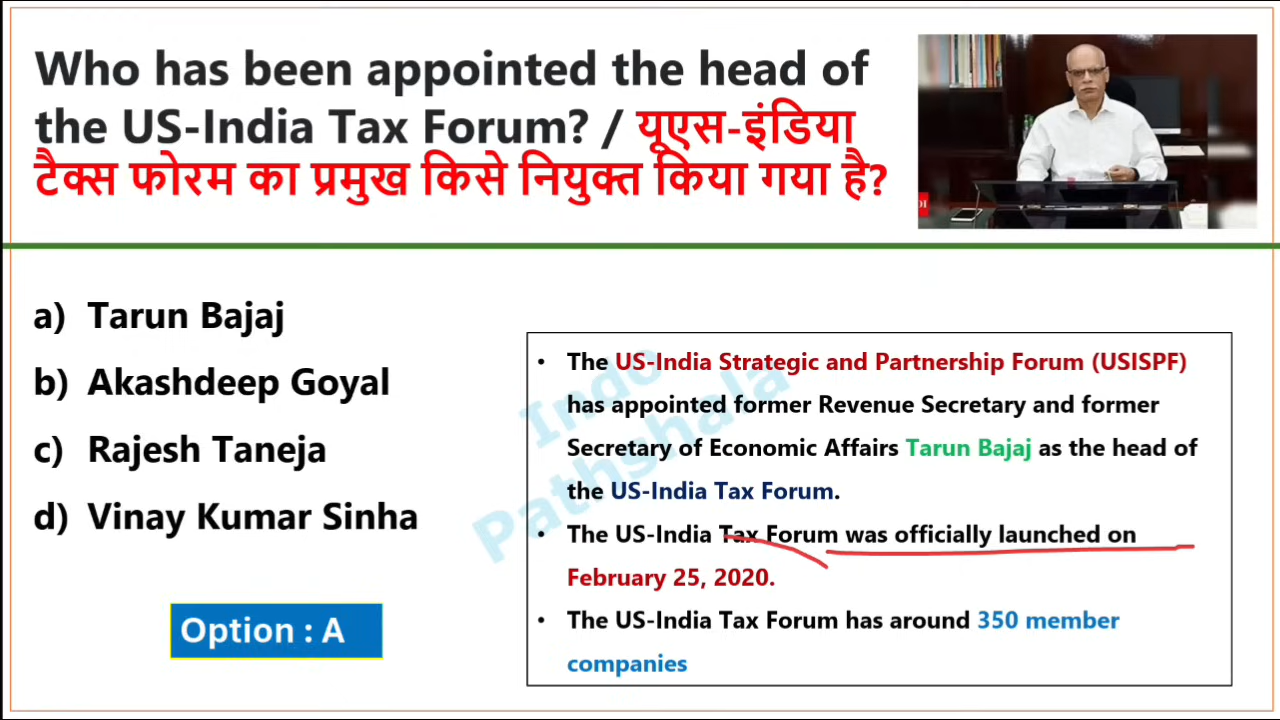 Who has been appointed the head of
the US-India Tax Forum? / यूएस-इंडिया
टैक्स फोरम का प्रमुख किसे नियुक्त किया गया है?
a) Tarun Bajaj
b) Akashdeep Goyal
c) Rajesh Taneja
d) Vinay Kumar Sinha
Option : A
• The US-India Strategic and Partnership Forum (USISPF)
has appointed former Revenue Secretary and former
Secretary of Economic Affairs Tarun Bajaj as the head of
the US-India Tax Forum.
• The US-India Tax Forum was officially launched on
February 25, 2020.
• The US-India Tax Forum has around 350 member
companies
Indo
Pathshala